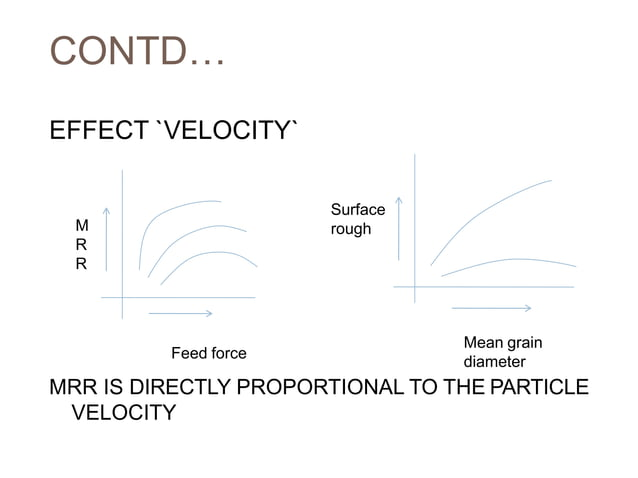 CONTD…
EFFECT `VELOCITY`
M
R
R
Feed force
Surface
rough
Mean grain
diameter
MRR IS DIRECTLY PROPORTIONAL TO THE PARTICLE
VELOCITY